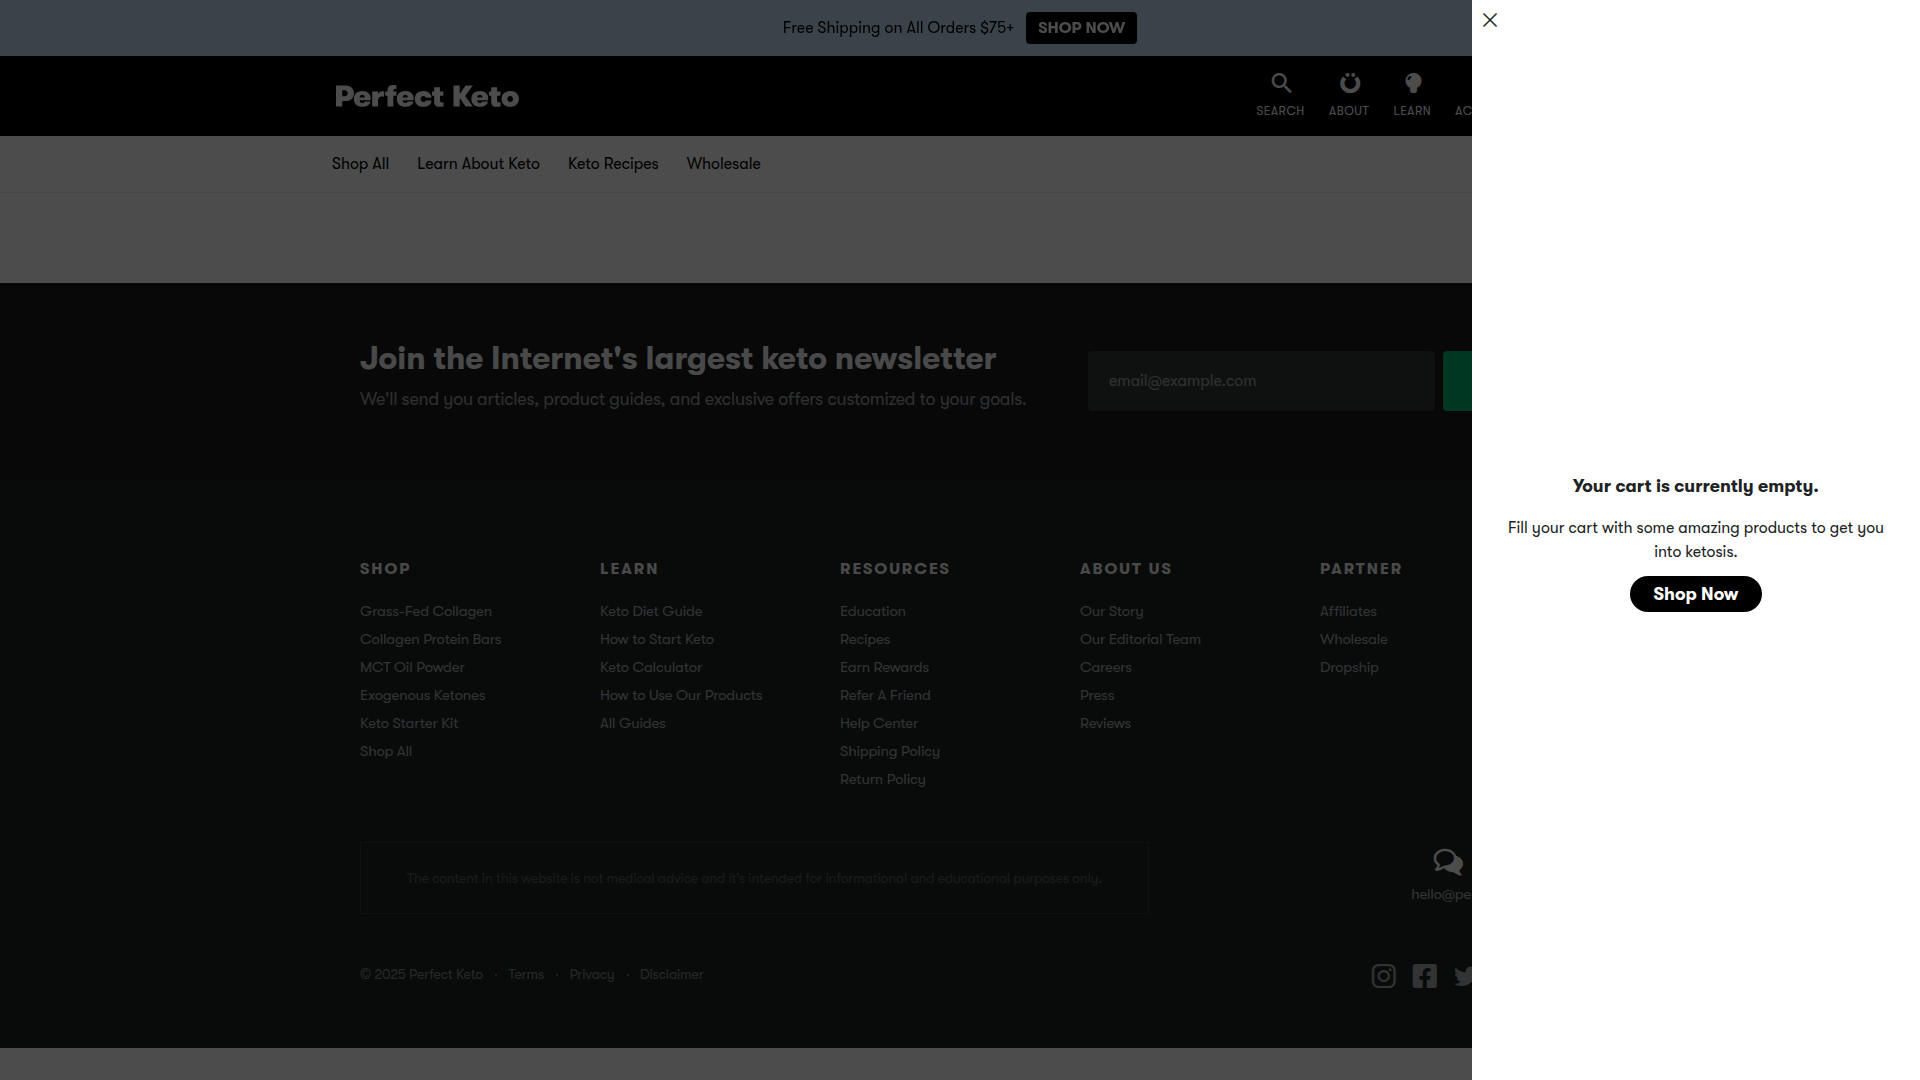 Free Shipping on All Orders $75+ SHOP NOW
Perfect Keto
SEARCH ABOUT LEARN
Shop All Learn About Keto Keto Recipes Wholesale
Join the Internet's largest keto newsletter
We'll send you articles, product guides, and exclusive offers customized to your goals.
email@example.com
SHOP
Grass-Fed Collagen
Collagen Protein Bars
MCT Oil Powder
Exogenous Ketones
Keto Starter Kit
Shop All
LEARN
Keto Diet Guide
How to Start Keto
Keto Calculator
How to Use Our Products
All Guides
RESOURCES
Education
Recipes
Earn Rewards
Refer A Friend
Help Center
Shipping Policy
Return Policy
ABOUT US
Our Story
Our Editorial Team
Careers
Press
Reviews
PARTNER
Affiliates
Wholesale
Dropship
The content in this website is not medical advice and it's intended for informational and educational purposes only.
hello@pe
© 2025 Perfect Keto · Terms · Privacy · Disclaimer
Your cart is currently empty.
Fill your cart with some amazing products to get you
into ketosis.
Shop Now